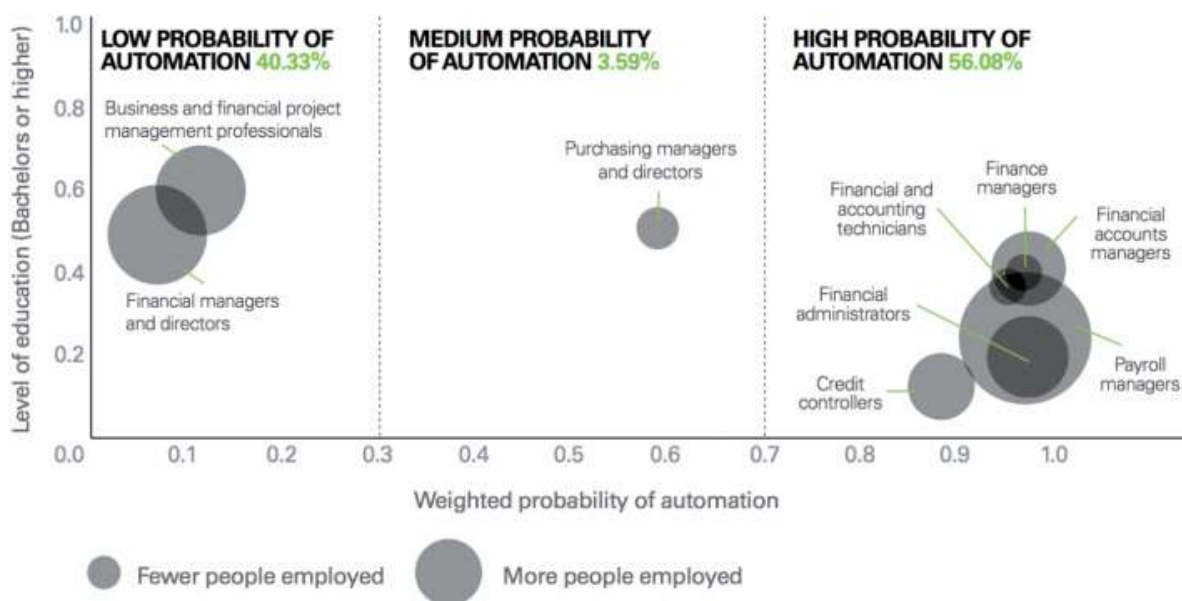 1.0
LOW PROBABILITY OF
AUTOMATION 40.33%
MEDIUM PROBABILITY
OF AUTOMATION 3.59%
HIGH PROBABILITY OF
AUTOMATION 56.08%
Level of education (Bachelors or higher)
0.8
0.6
0.4
0.2
Business and financial project
management professionals
Financial managers
and directors
Purchasing managers
and directors
Finance
managers
Financial and
accounting
technicians
Financial
accounts
managers
Financial
administrators
Payroll
managers
Credit
controllers
0.0
0.1
0.2
0.3
0.4
0.5
0.6
0.7
0.8
0.9
1.0
Weighted probability of automation
Fewer people employed
More people employed